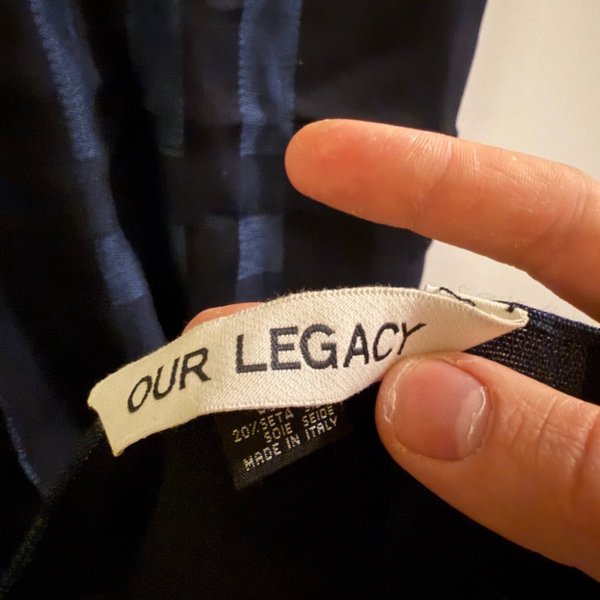 OUR LEGACY
20% SETA
SOIE SEIDE
MADE IN ITALY